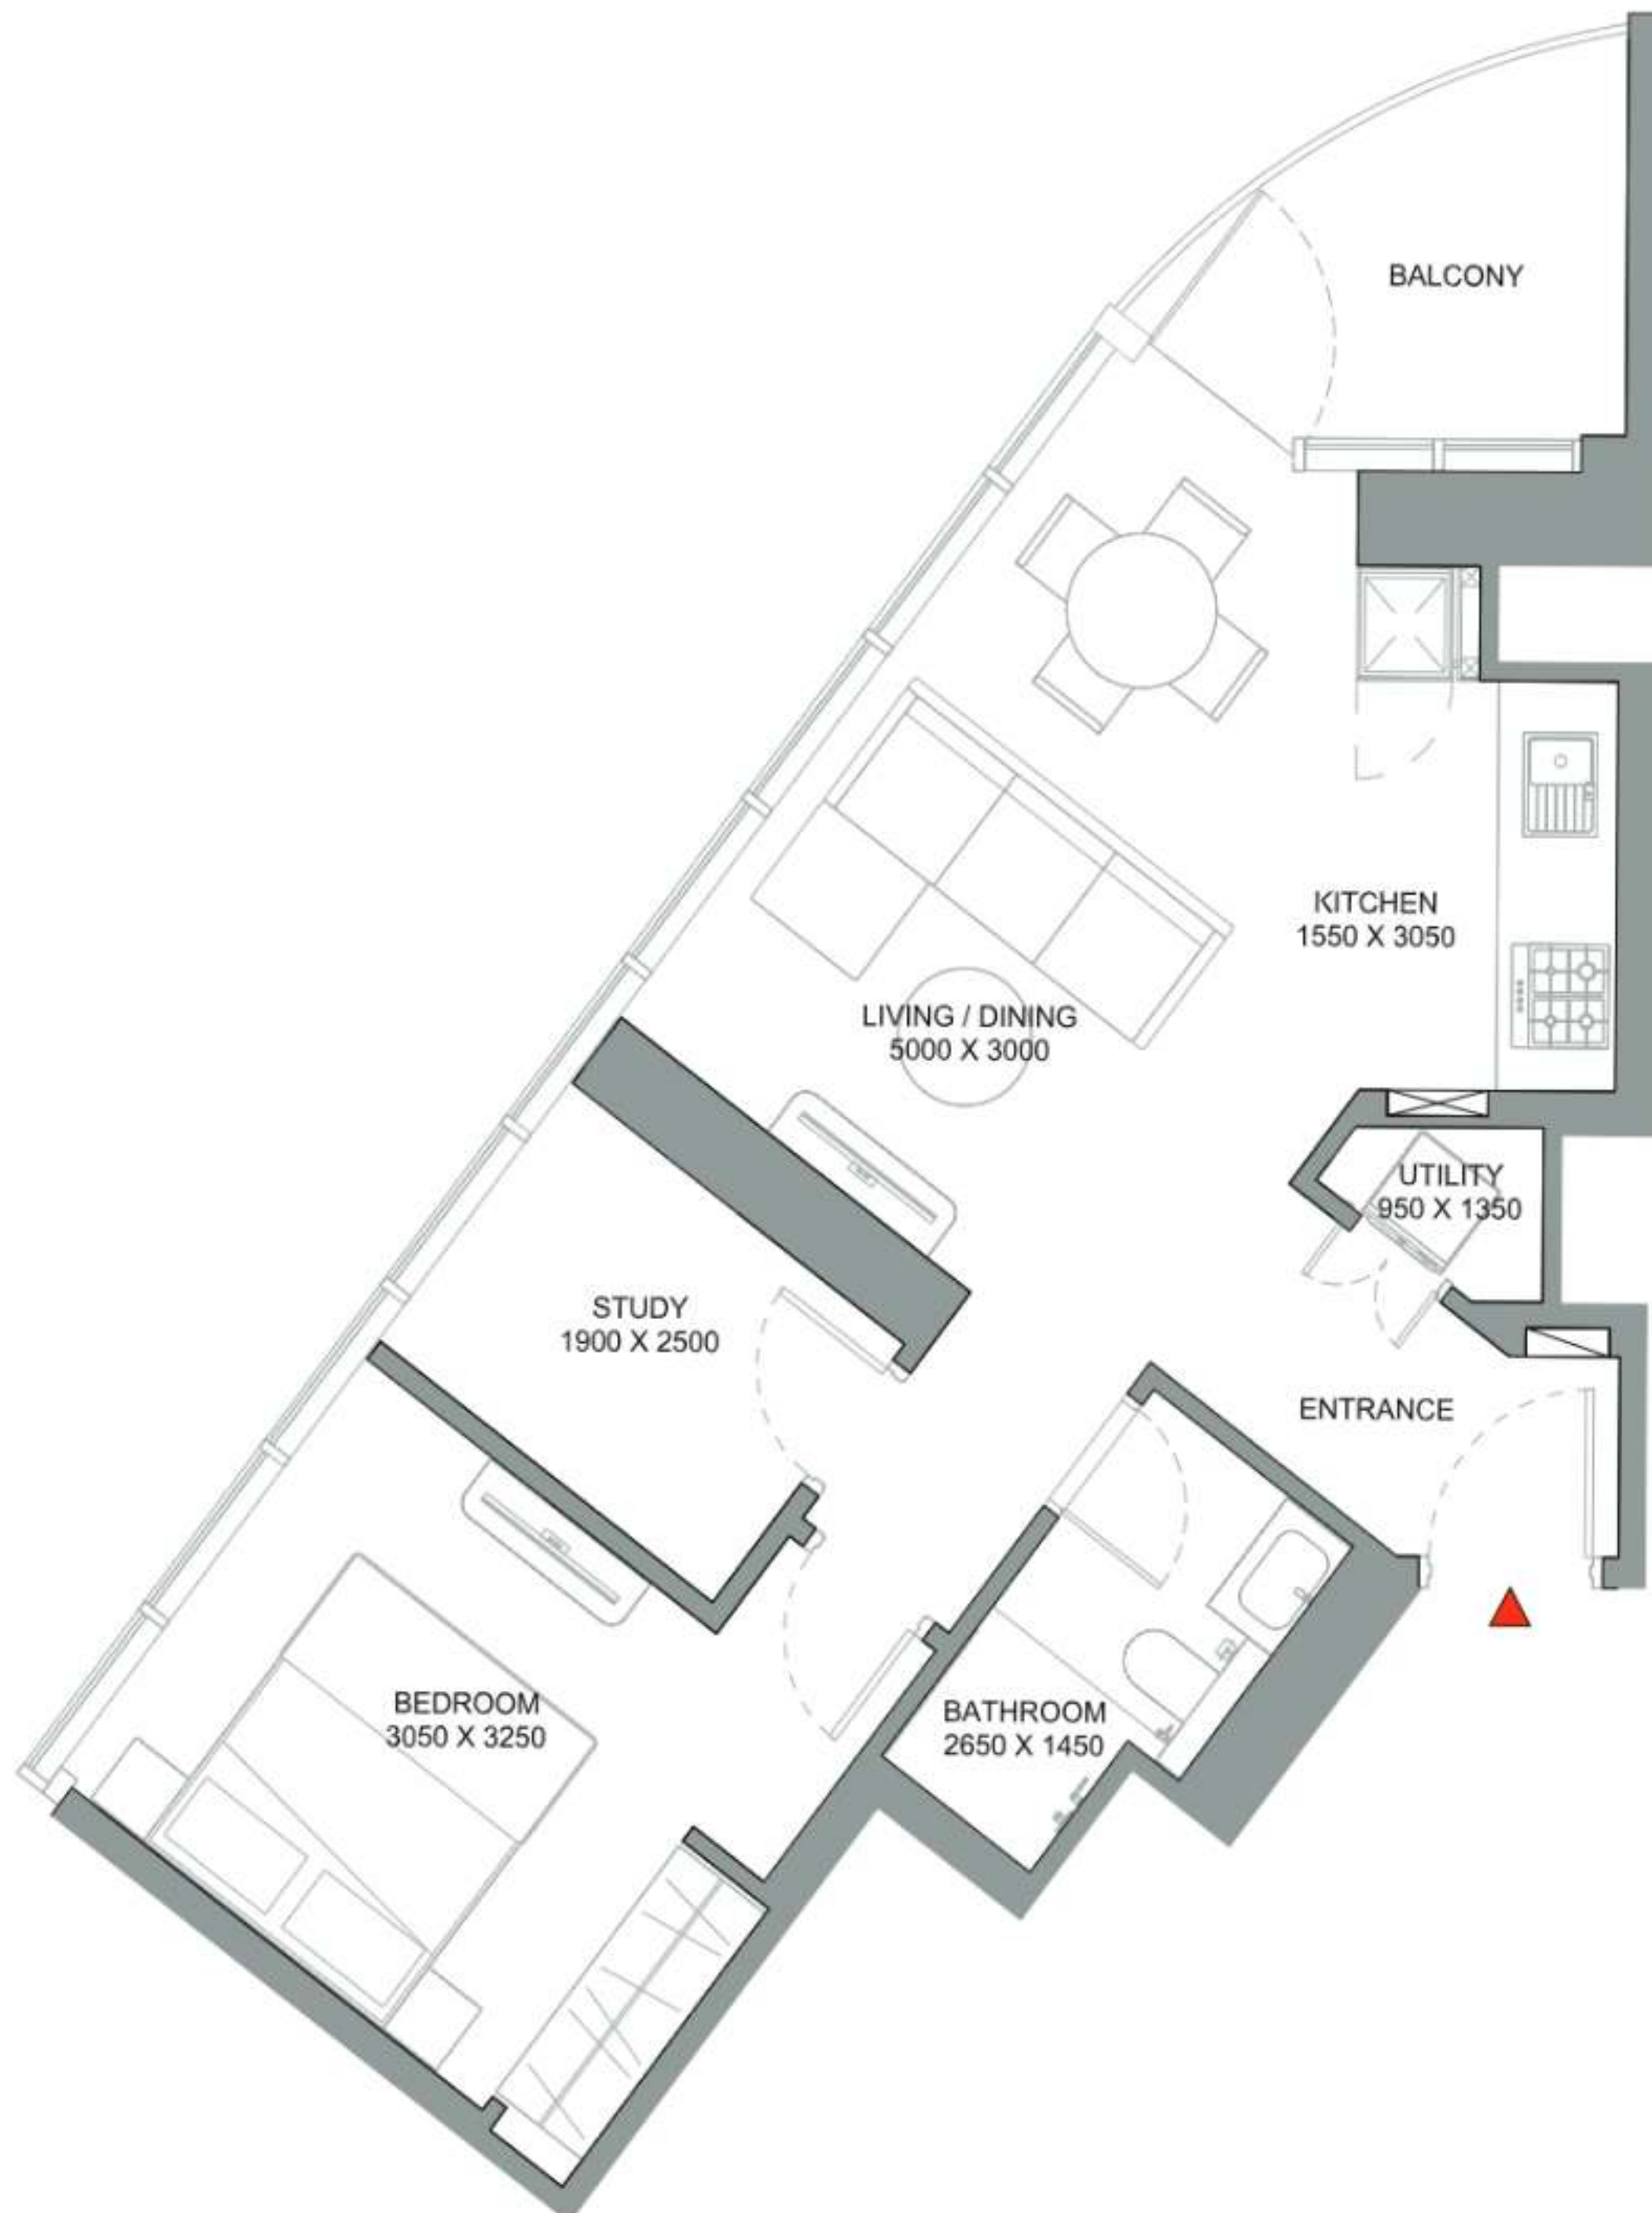 BALCONY
KITCHEN
1550 X 3050
LIVING / DINING
5000 X 3000
UTILITY
950 X 1350
STUDY
1900 X 2500
ENTRANCE
BEDROOM
3050 X 3250
BATHROOM
2650 X 1450